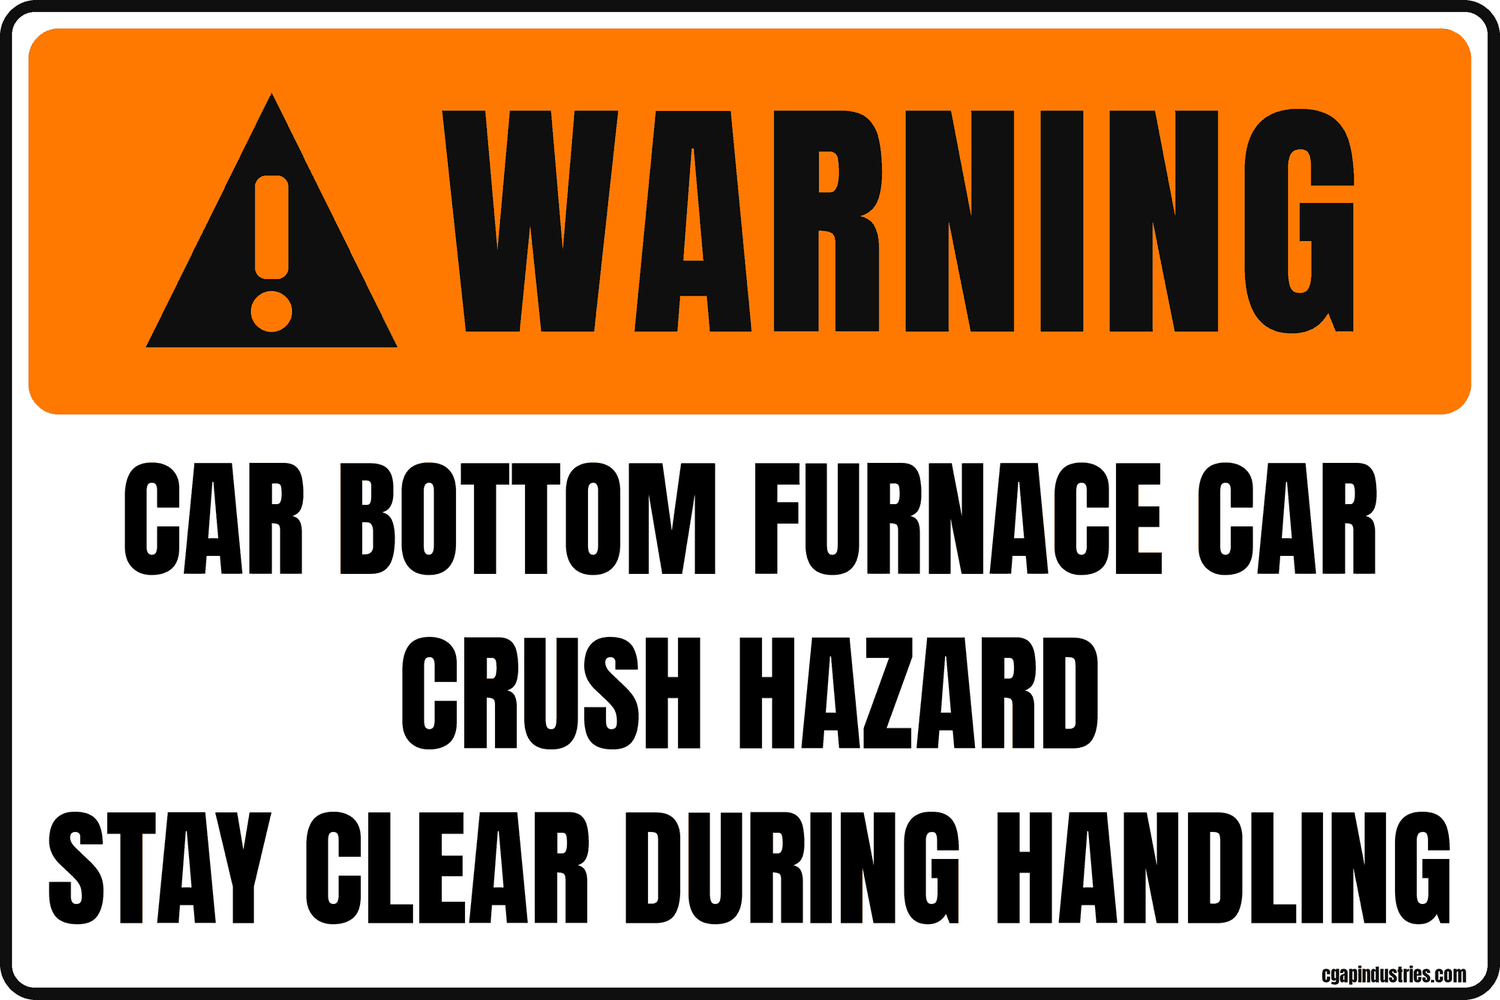 WARNING
CAR BOTTOM FURNACE CAR
CRUSH HAZARD
STAY CLEAR DURING HANDLING
cgapindustries.com